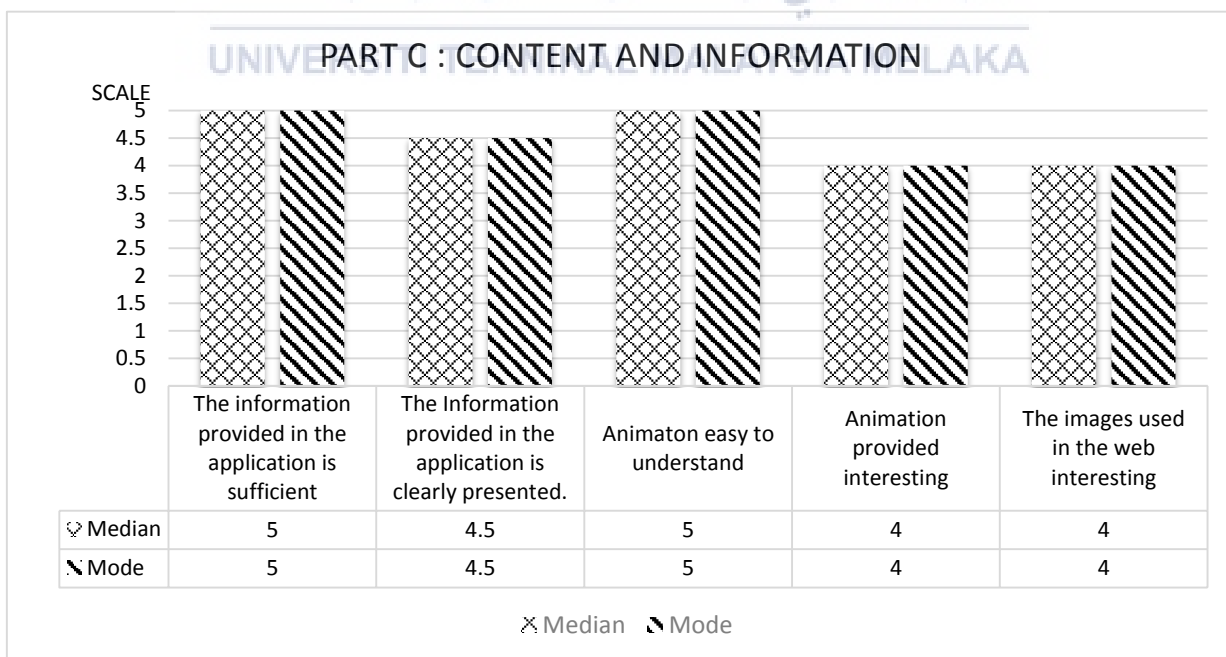 UNIVERSITI TEKNIKAL MALAYSIA MELAKA
PART C : CONTENT AND INFORMATION
SCALE
5
4.5
4
3.5
3
2.5
2
1.5
1
0.5
0
The information provided in the application is sufficient
The Information provided in the application is clearly presented.
Animaton easy to understand
Animation provided interesting
The images used in the web interesting
Median 5 4.5 5 4 4
Mode 5 4.5 5 4 4
Median Mode